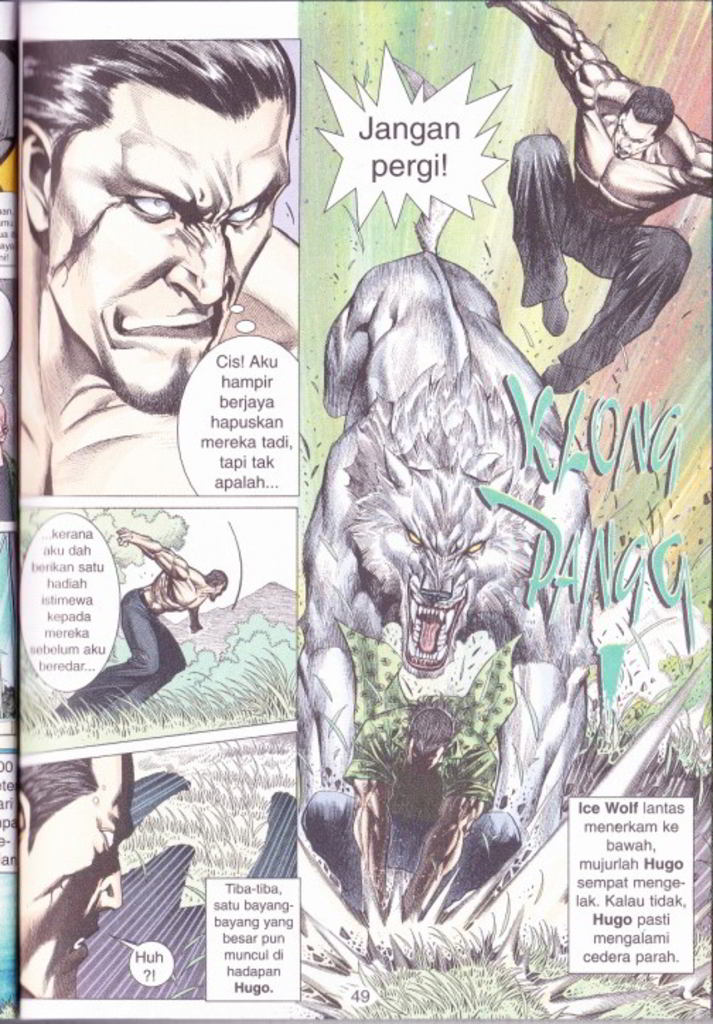 Cis! Aku
hampir
berjaya
hapuskan
mereka tadi,
tapi tak
apalah...
...kerana
aku dah
berikan satu
hadiah
istimewa
kepada
mereka
sebelum aku
beredar...
Huh
?!
Tiba-tiba,
satu bayang-
bayang yang
besar pun
muncul di
hadapan
Hugo.
Jangan
pergi!
KLONG
PANGG
!
Ice Wolf lantas
menerkam ke
bawah,
mujurlah Hugo
sempat menge-
lak. Kalau tidak,
Hugo pasti
mengalami
cedera parah.
49